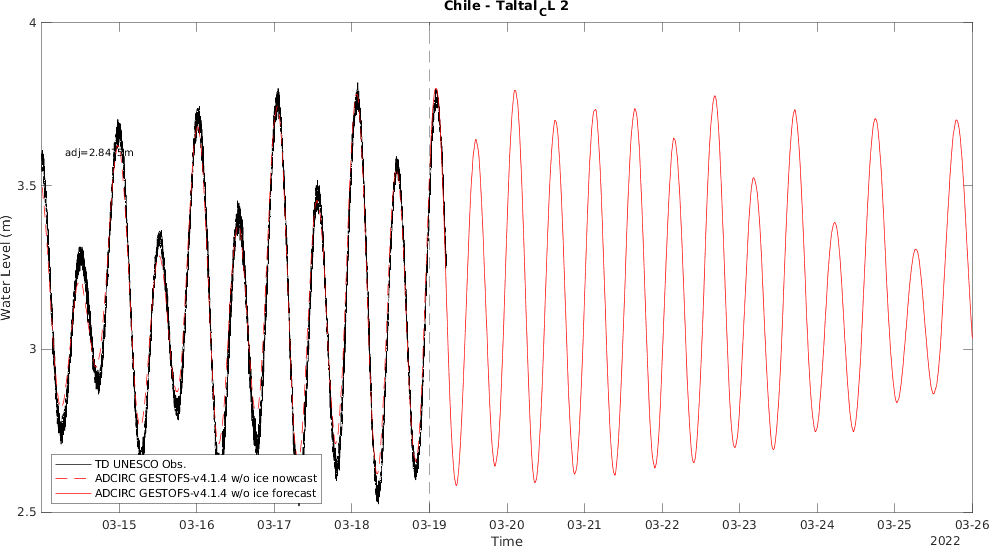 Chile - Taltal_CL 2
4
3.5
3
2.5
Water Level (m)
adj=2.8475m
TD UNESCO Obs.
ADCIRC GESTOFS-v4.1.4 w/o ice nowcast
ADCIRC GESTOFS-v4.1.4 w/o ice forecast
03-15 03-16 03-17 03-18 03-19 03-20 03-21 03-22 03-23 03-24 03-25 03-26
Time
2022